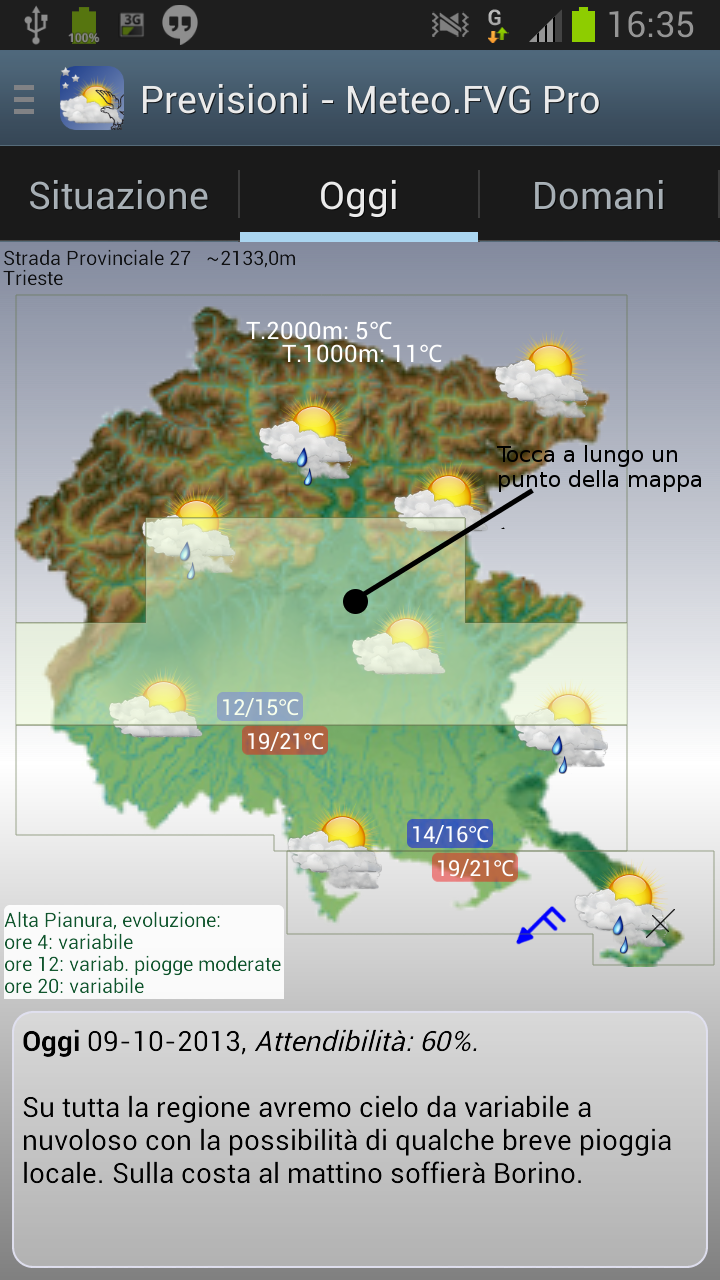 100%
3G
G
16:35
Previsioni - Meteo.FVG Pro
Situazione
Oggi
Domani
Strada Provinciale 27 ~2133,0m
Trieste
T.2000m: 5°C
T.1000m: 11°C
Tocca a lungo un
punto della mappa
12/15°C
19/21°C
14/16°C
19/21°C
Alta Pianura, evoluzione:
ore 4: variabile
ore 12: variab. piogge moderate
ore 20: variabile
Oggi 09-10-2013, Attendibilità: 60%.
Su tutta la regione avremo cielo da variabile a
nuvoloso con la possibilità di qualche breve pioggia
locale. Sulla costa al mattino soffierà Borino.